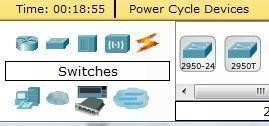 Time: 00:18:55 Power Cycle Devices
Switches
2950-24 2950T